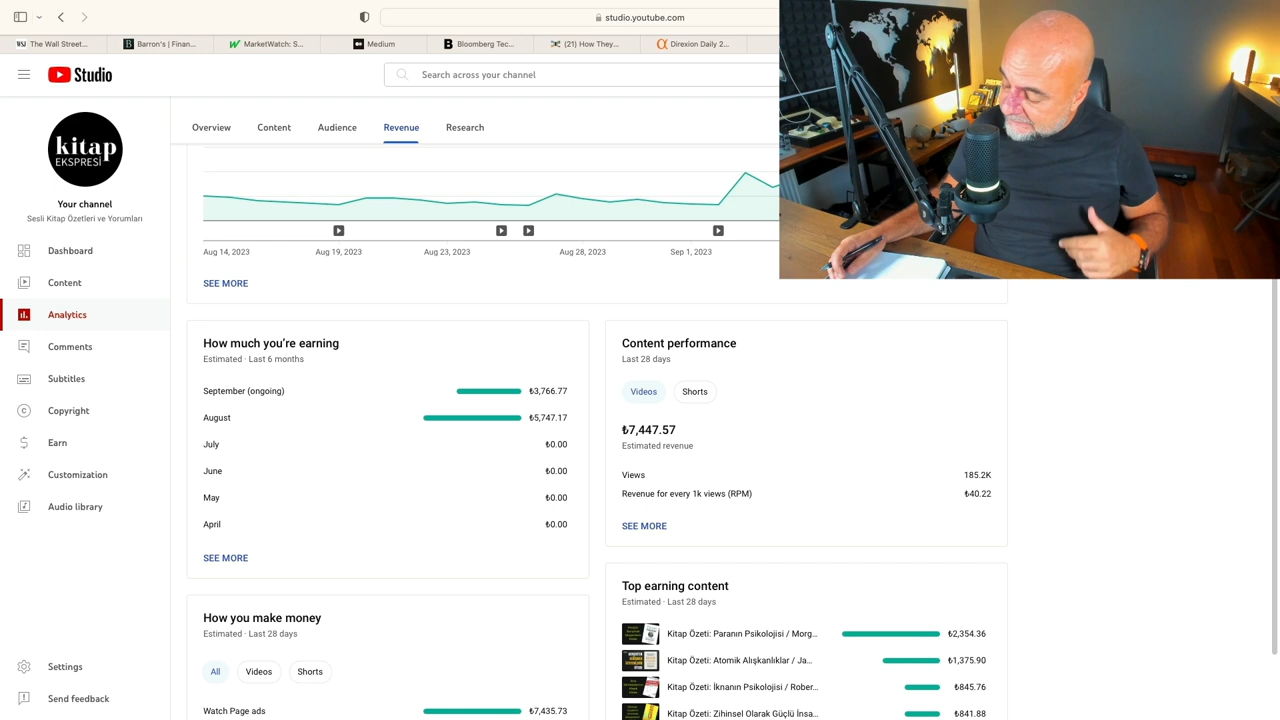 studio.youtube.com
WSJ The Wall Street...
B Barron's | Finan...
MarketWatch: S...
Medium
B Bloomberg Tec...
(21) How They...
α Direxion Daily 2...
Studio
Search across your channel
kitap
EKSPRESİ
Your channel
Sesli Kitap Özetleri ve Yorumları
Dashboard
Content
Analytics
Comments
Subtitles
Copyright
Earn
Customization
Audio library
Settings
Send feedback
Overview Content Audience Revenue Research
Aug 14, 2023 Aug 19, 2023 Aug 23, 2023 Aug 28, 2023 Sep 1, 2023
SEE MORE
How much you’re earning
Estimated · Last 6 months
September (ongoing) ₺3,766.77
August ₺5,747.17
July ₺0.00
June ₺0.00
May ₺0.00
April ₺0.00
SEE MORE
How you make money
Estimated · Last 28 days
All Videos Shorts
Watch Page ads ₺7,435.73
Content performance
Last 28 days
Videos Shorts
₺7,447.57
Estimated revenue
Views 185.2K
Revenue for every 1k views (RPM) ₺40.22
SEE MORE
Top earning content
Estimated · Last 28 days
Kitap Özeti: Paranın Psikolojisi / Morg... ₺2,354.36
Kitap Özeti: Atomik Alışkanlıklar / Ja... ₺1,375.90
Kitap Özeti: İknanın Psikolojisi / Rober... ₺845.76
Kitap Özeti: Zihinsel Olarak Güçlü İnsa... ₺841.88